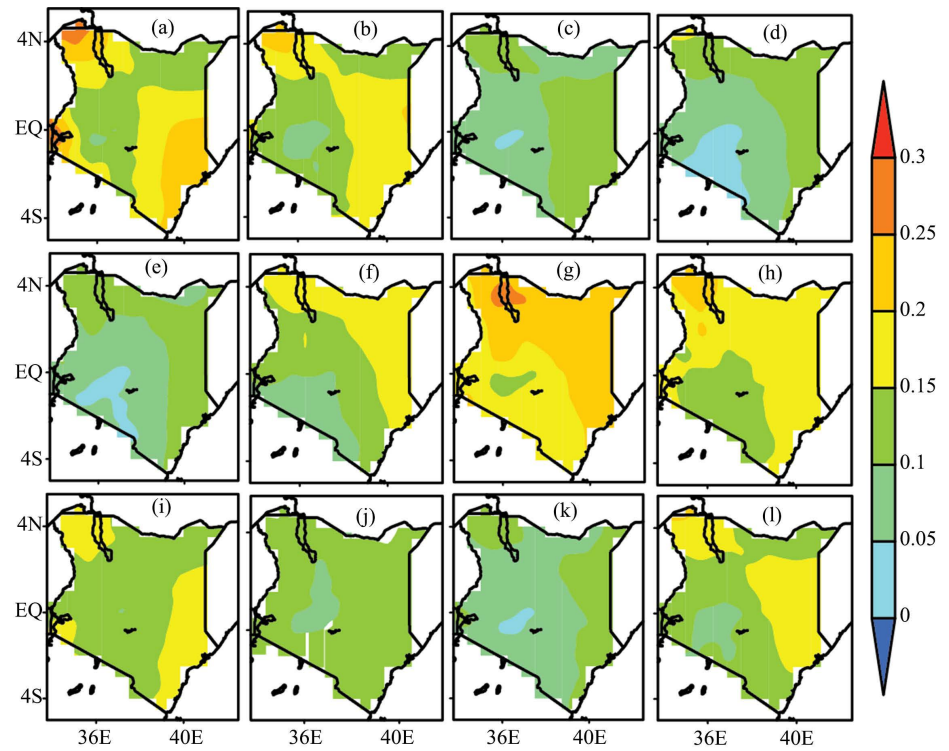 (a) (b) (c) (d)
4N
EQ
4S
(e) (f) (g) (h)
4N
EQ
4S
(i) (j) (k) (l)
4N
EQ
4S
36E 40E 36E 40E 36E 40E 36E 40E
0.3
0.25
0.2
0.15
0.1
0.05
0